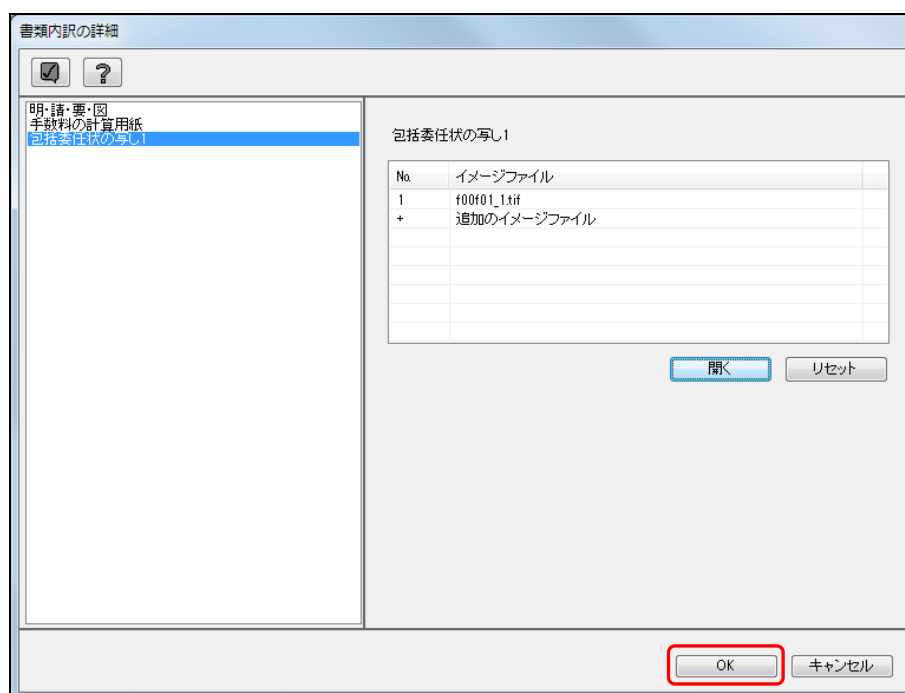 書類内訳の詳細
?
明・請・要・図
手数料の計算用紙
包括委任状の写し1
包括委任状の写し1
No. イメージファイル
1 f00f01_1.tif
+ 追加のイメージファイル
開く リセット
OK キャンセル